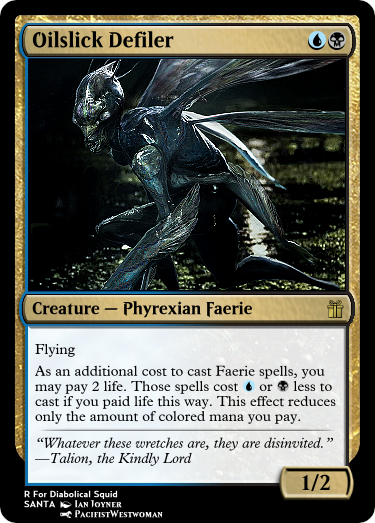 Oilslick Defiler
Creature — Phyrexian Faerie
Flying
As an additional cost to cast Faerie spells, you
may pay 2 life. Those spells cost or less to
cast if you paid life this way. This effect reduces
only the amount of colored mana you pay.
“Whatever these wretches are, they are disinvited.”
—Talion, the Kindly Lord
1/2
R For Diabolical Squid
SANTA Ian Joyner
PacifistWestwoman